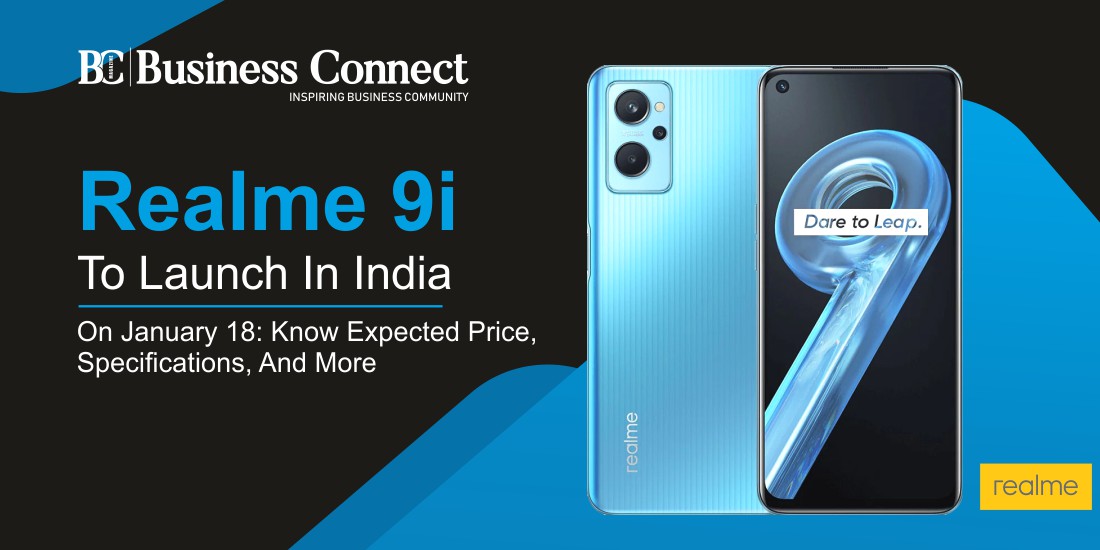 BC Business Connect
INSPIRING BUSINESS COMMUNITY
Realme 9i
To Launch In India
On January 18: Know Expected Price,
Specifications, And More
realme
9
Dare to Leap.
realme